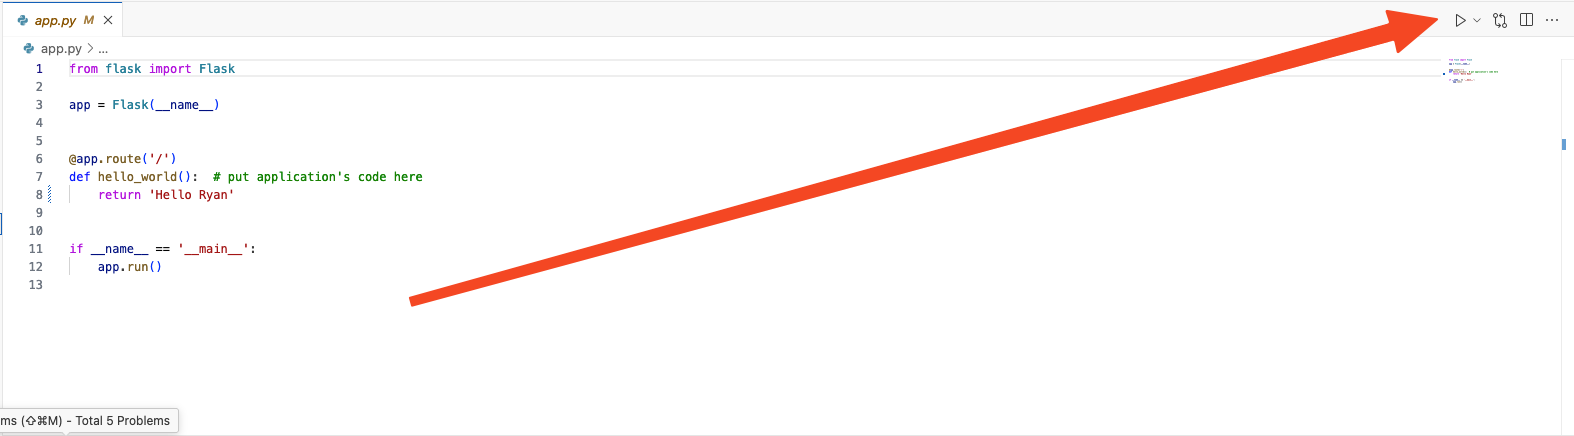 app.py M
app.py > ...
1 from flask import Flask
2
3 app = Flask(__name__)
4
5
6 @app.route('/')
7 def hello_world():  # put application's code here
8     return 'Hello Ryan'
9
10
11 if __name__ == '__main__':
12     app.run()
13
ms (⇧⌘M) - Total 5 Problems